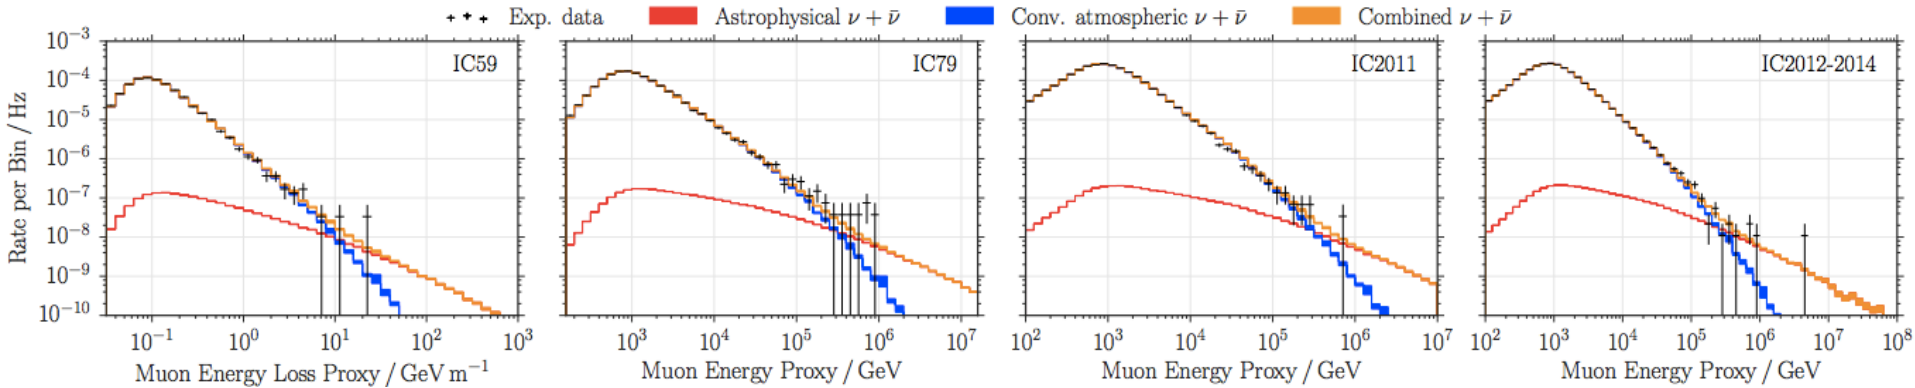 Exp. data Astrophysical ν + ν̄ Conv. atmospheric ν + ν̄ Combined ν + ν̄
IC59 IC79 IC2011 IC2012-2014
Rate per Bin / Hz
10⁻³
10⁻⁴
10⁻⁵
10⁻⁶
10⁻⁷
10⁻⁸
10⁻⁹
10⁻¹⁰
10⁻¹ 10⁰ 10¹ 10² 10³ 10³ 10⁴ 10⁵ 10⁶ 10⁷ 10² 10³ 10⁴ 10⁵ 10⁶ 10⁷ 10² 10³ 10⁴ 10⁵ 10⁶ 10⁷ 10⁸
Muon Energy Loss Proxy / GeV m⁻¹ Muon Energy Proxy / GeV Muon Energy Proxy / GeV Muon Energy Proxy / GeV